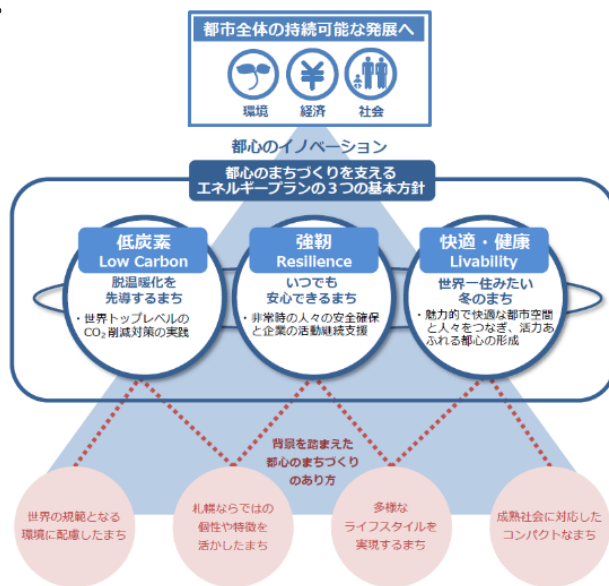 都市全体の持続可能な発展へ
環境
経済
社会
都心のイノベーション
都心のまちづくりを支える
エネルギープランの3つの基本方針
低炭素
Low Carbon
脱温暖化を
先導するまち
・世界トップレベルの
CO₂削減対策の実践
強靭
Resilience
いつでも
安心できるまち
・非常時の人々の安全確保
と企業の活動継続支援
快適・健康
Livability
世界一住みたい
冬のまち
・魅力的で快適な都市空間
と人々をつなぎ、活力あ
ふれる都心の形成
背景を踏まえた
都心のまちづくり
のあり方
世界の規範となる
環境に配慮したまち
札幌ならではの
個性や特徴を
活かしたまち
多様な
ライフスタイルを
実現するまち
成熟社会に対応した
コンパクトなまち